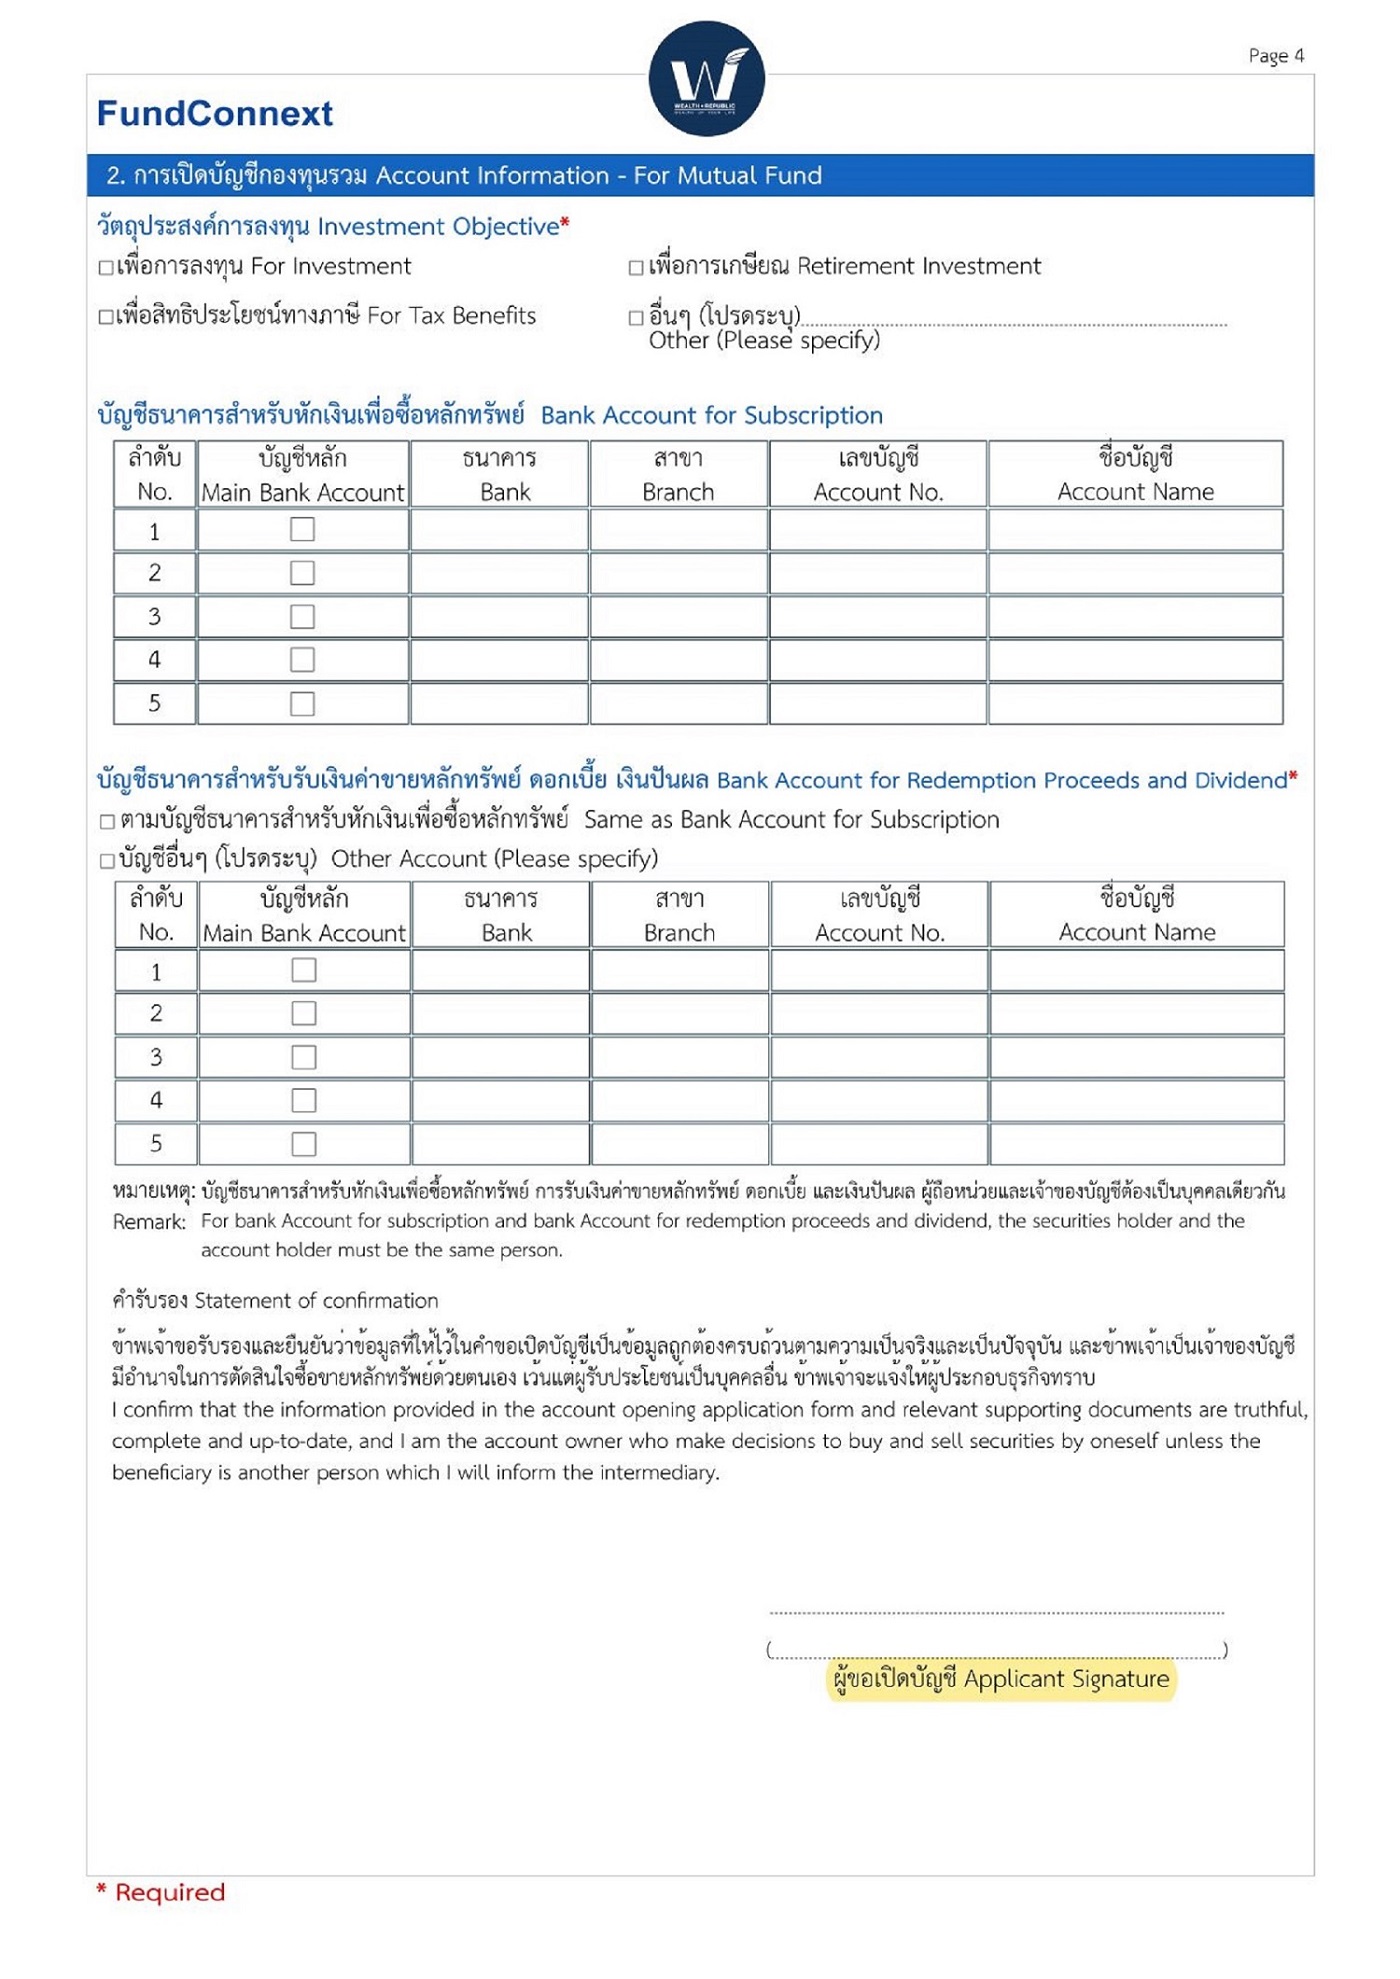 Page 4
W
WEALTH REPUBLIC
FundConnext
2. การเปิดบัญชีกองทุนรวม Account Information - For Mutual Fund
วัตถุประสงค์การลงทุน Investment Objective*
เพื่อการลงทุน For Investment
เพื่อการเกษียณ Retirement Investment
เพื่อสิทธิประโยชน์ทางภาษี For Tax Benefits
อื่นๆ (โปรดระบุ)
Other (Please specify)
บัญชีธนาคารสำหรับหักเงินเพื่อซื้อหลักทรัพย์ Bank Account for Subscription
ลำดับ บัญชีหลัก ธนาคาร สาขา เลขบัญชี ชื่อบัญชี
No. Main Bank Account Bank Branch Account No. Account Name
1
2
3
4
5
บัญชีธนาคารสำหรับรับเงินค่าขายหลักทรัพย์ ดอกเบี้ย เงินปันผล Bank Account for Redemption Proceeds and Dividend*
ตามบัญชีธนาคารสำหรับหักเงินเพื่อซื้อหลักทรัพย์ Same as Bank Account for Subscription
บัญชีอื่นๆ (โปรดระบุ) Other Account (Please specify)
ลำดับ บัญชีหลัก ธนาคาร สาขา เลขบัญชี ชื่อบัญชี
No. Main Bank Account Bank Branch Account No. Account Name
1
2
3
4
5
หมายเหตุ: บัญชีธนาคารสำหรับหักเงินเพื่อซื้อหลักทรัพย์ การรับเงินค่าขายหลักทรัพย์ ดอกเบี้ย และเงินปันผล ผู้ถือหน่วยและเจ้าของบัญชีต้องเป็นบุคคลเดียวกัน
Remark: For bank Account for subscription and bank Account for redemption proceeds and dividend, the securities holder and the
account holder must be the same person.
คำรับรอง Statement of confirmation
ข้าพเจ้าขอรับรองและยืนยันว่าข้อมูลที่ให้ไว้ในคำขอเปิดบัญชีเป็นข้อมูลถูกต้องครบถ้วนตามความเป็นจริงและเป็นปัจจุบัน และข้าพเจ้าเป็นเจ้าของบัญชี
มีอำนาจในการตัดสินใจซื้อขายหลักทรัพย์ด้วยตนเอง เว้นแต่ผู้รับประโยชน์เป็นบุคคลอื่น ข้าพเจ้าจะแจ้งให้ผู้ประกอบธุรกิจทราบ
I confirm that the information provided in the account opening application form and relevant supporting documents are truthful,
complete and up-to-date, and I am the account owner who make decisions to buy and sell securities by oneself unless the
beneficiary is another person which I will inform the intermediary.
(                    )
ผู้ขอเปิดบัญชี Applicant Signature
* Required